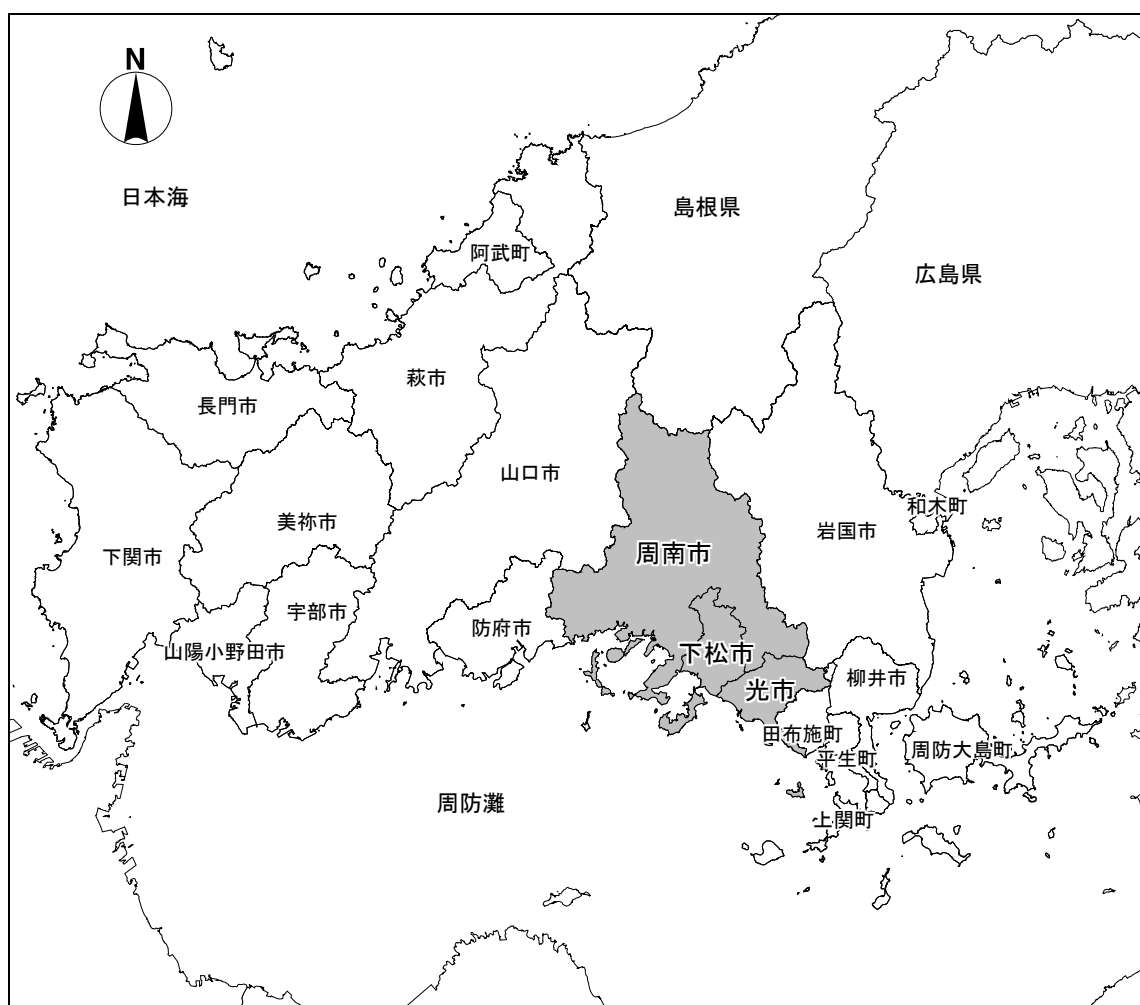 N
日本海
島根県
阿武町
広島県
萩市
長門市
山口市
美祢市
和木町
岩国市
下関市
周南市
宇部市
防府市
山陽小野田市
下松市
柳井市
光市
田布施町
周防大島町
平生町
周防灘
上関町